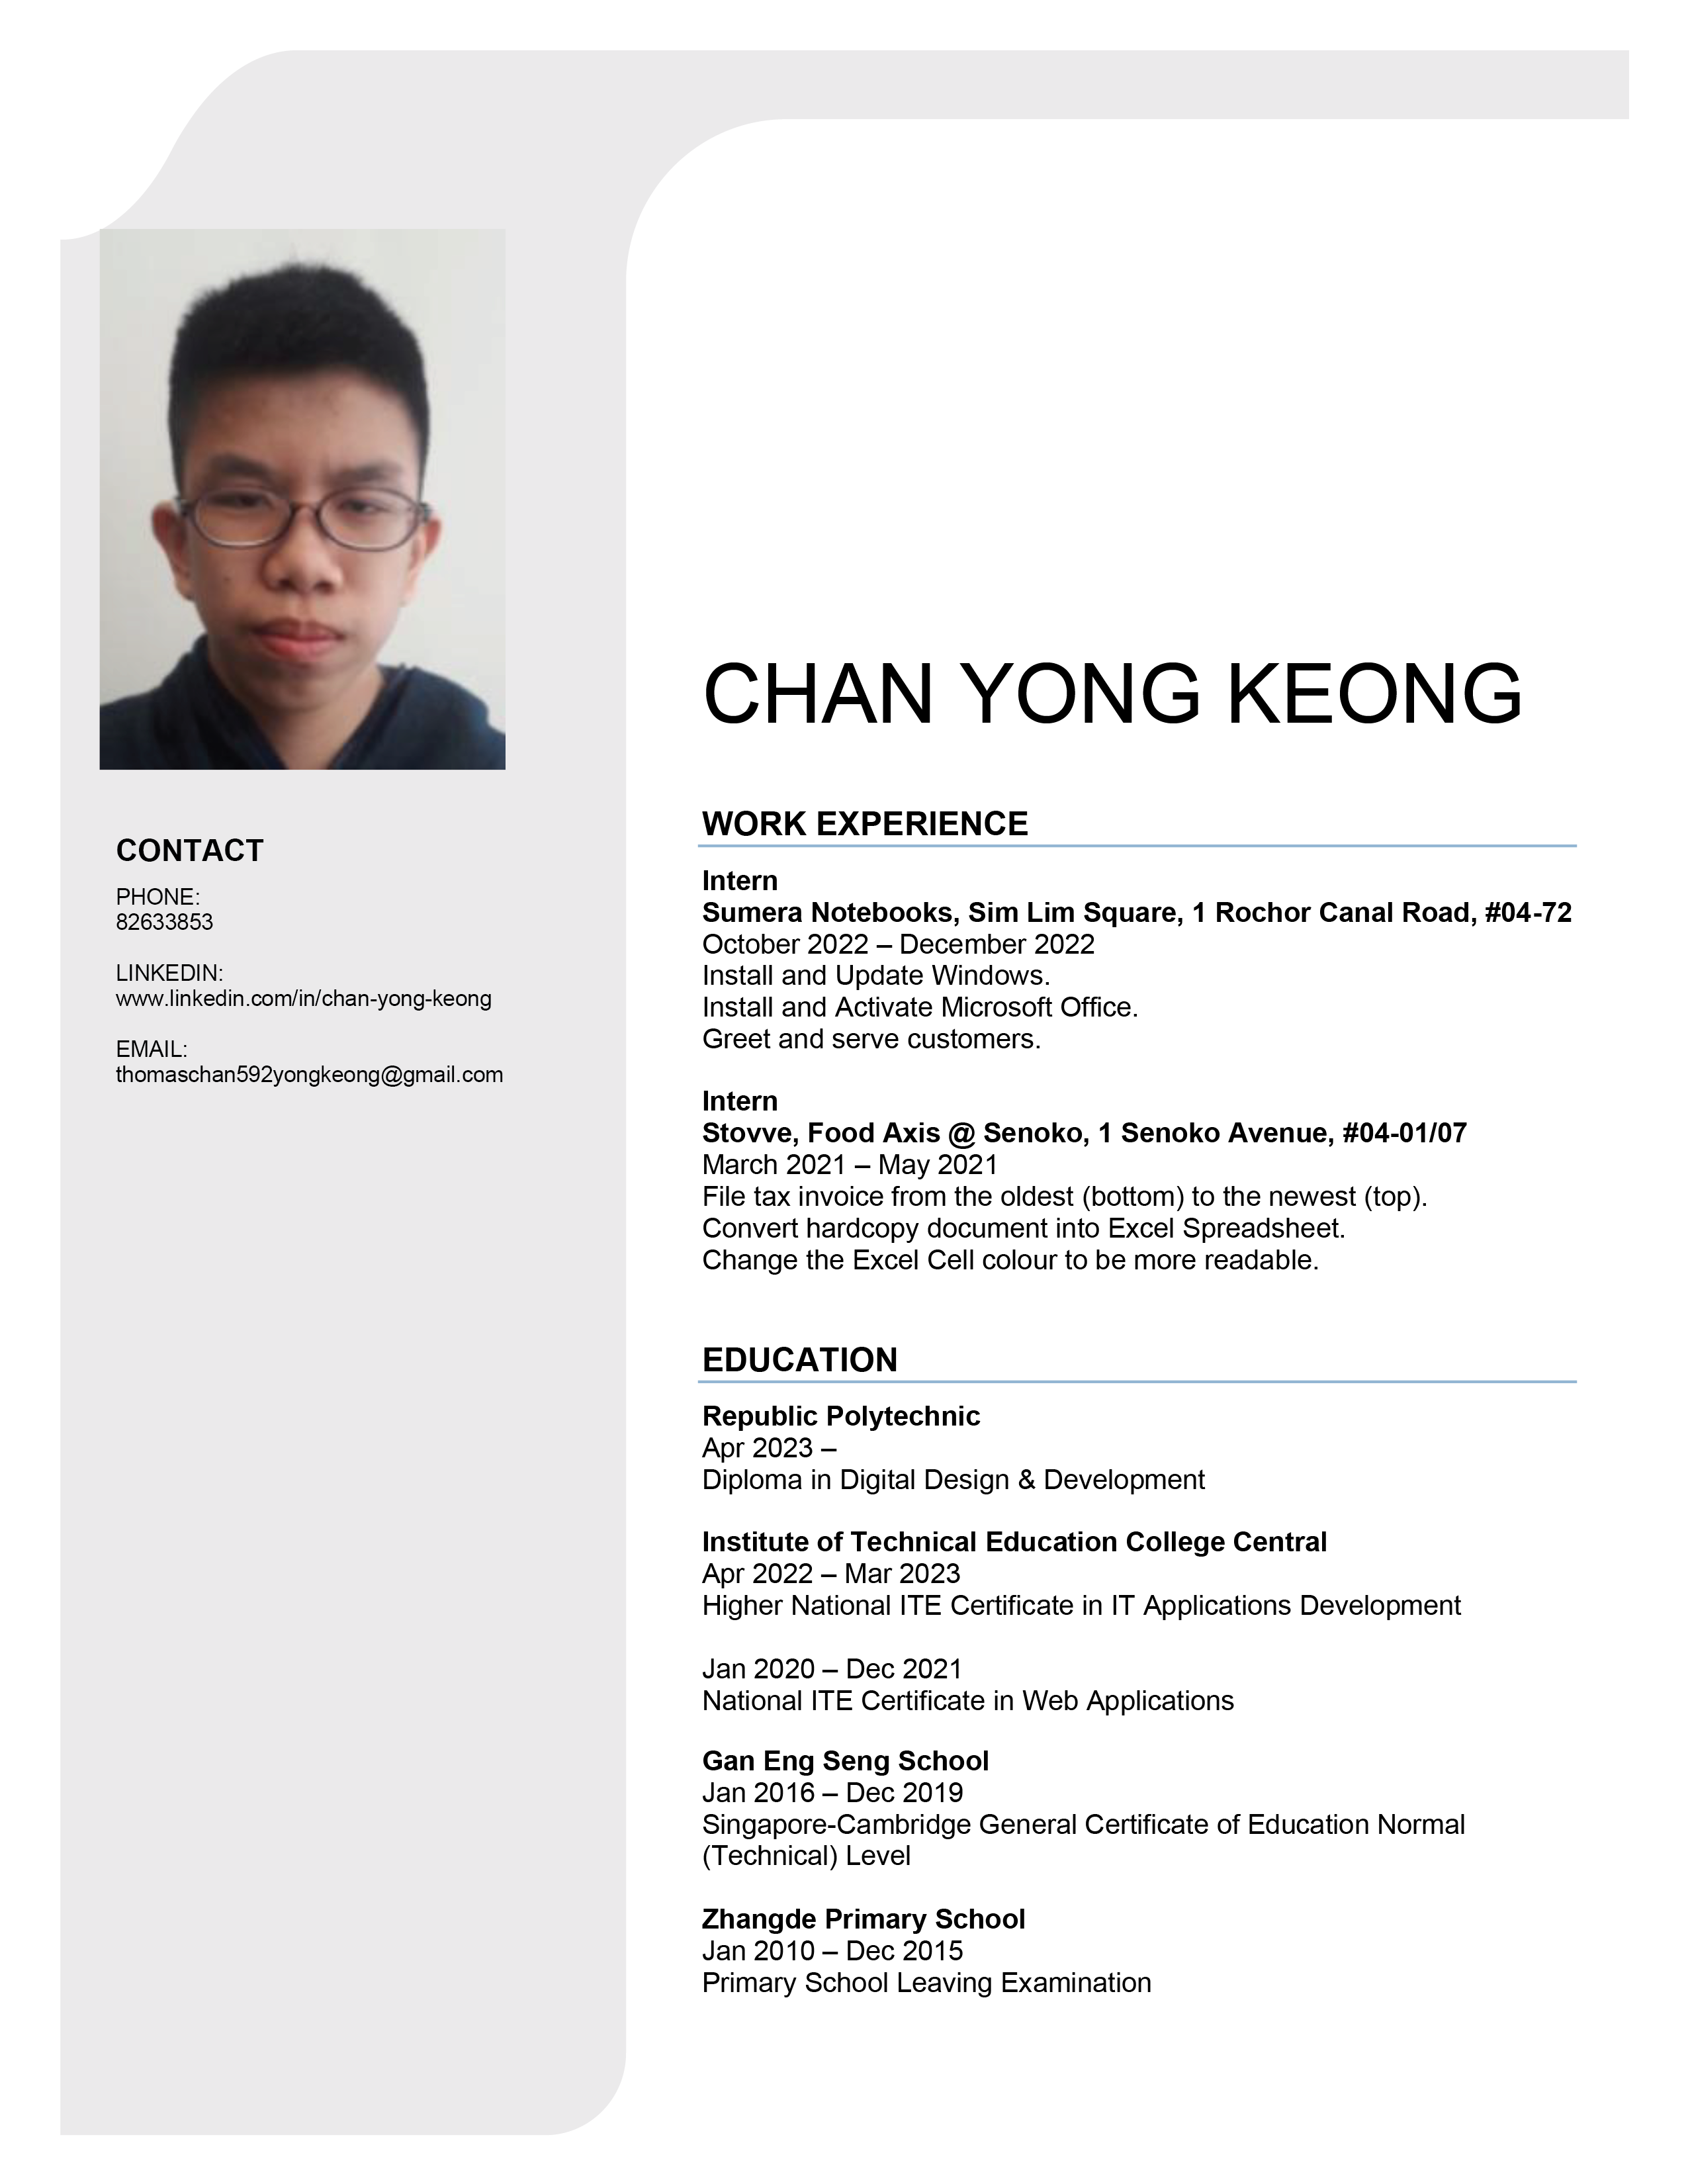 CHAN YONG KEONG
CONTACT
PHONE:
82633853
LINKEDIN:
www.linkedin.com/in/chan-yong-keong
EMAIL:
thomaschan592yongkeong@gmail.com
WORK EXPERIENCE
Intern
Sumera Notebooks, Sim Lim Square, 1 Rochor Canal Road, #04-72
October 2022 – December 2022
Install and Update Windows.
Install and Activate Microsoft Office.
Greet and serve customers.
Intern
Stovve, Food Axis @ Senoko, 1 Senoko Avenue, #04-01/07
March 2021 – May 2021
File tax invoice from the oldest (bottom) to the newest (top).
Convert hardcopy document into Excel Spreadsheet.
Change the Excel Cell colour to be more readable.
EDUCATION
Republic Polytechnic
Apr 2023 –
Diploma in Digital Design & Development
Institute of Technical Education College Central
Apr 2022 – Mar 2023
Higher National ITE Certificate in IT Applications Development
Jan 2020 – Dec 2021
National ITE Certificate in Web Applications
Gan Eng Seng School
Jan 2016 – Dec 2019
Singapore-Cambridge General Certificate of Education Normal
(Technical) Level
Zhangde Primary School
Jan 2010 – Dec 2015
Primary School Leaving Examination